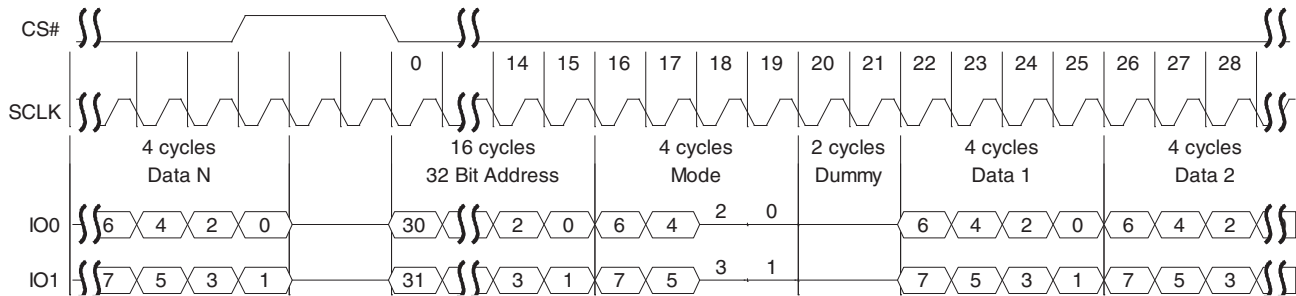 CS#
0 14 15 16 17 18 19 20 21 22 23 24 25 26 27 28
SCLK
4 cycles 16 cycles 4 cycles 2 cycles 4 cycles 4 cycles
Data N 32 Bit Address Mode Dummy Data 1 Data 2
IO0 6 4 2 0 30 2 0 6 4 2 0 6 4 2 0 6 4 2
IO1 7 5 3 1 31 3 1 7 5 3 1 7 5 3 1 7 5 3